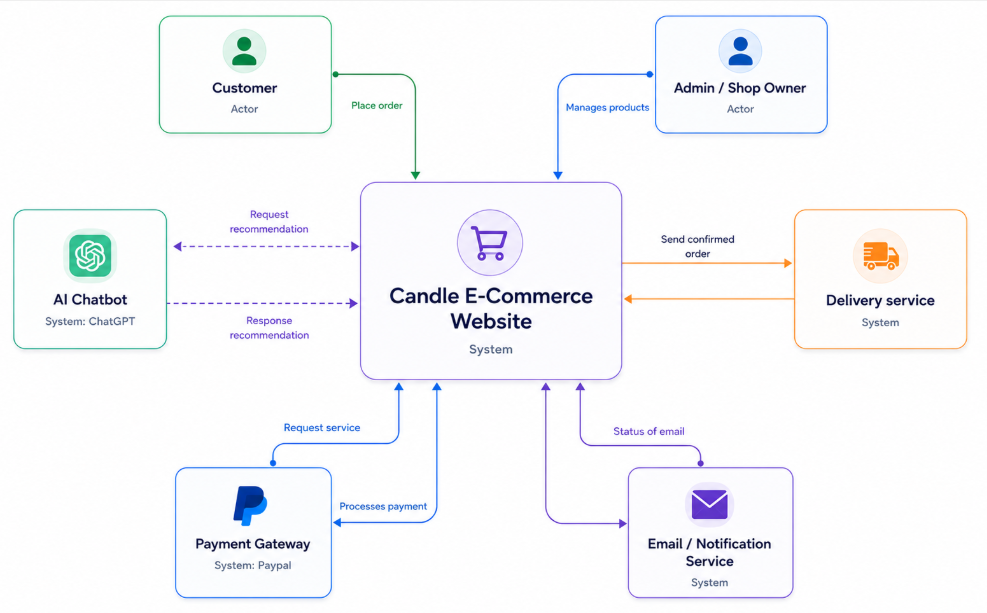 Customer
Actor
Admin / Shop Owner
Actor
Place order
Manages products
Request
recommendation
AI Chatbot
System: ChatGPT
Response
recommendation
Candle E-Commerce
Website
System
Send confirmed
order
Delivery service
System
Request service
Processes payment
Payment Gateway
System: Paypal
Status of email
Email / Notification
Service
System